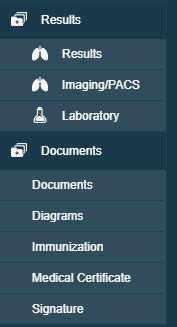 Results
Results
Imaging/PACS
Laboratory
Documents
Documents
Diagrams
Immunization
Medical Certificate
Signature